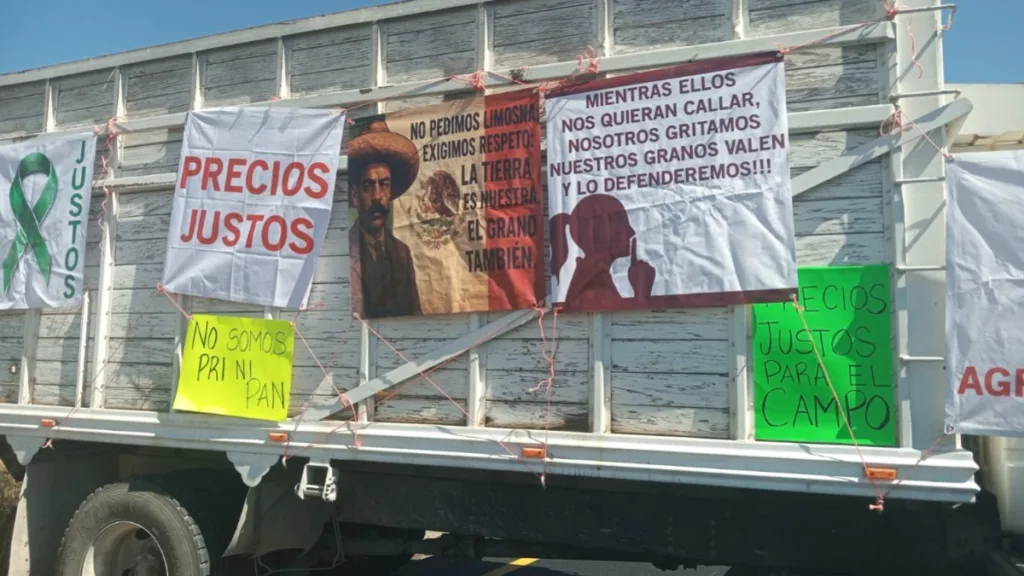 JUSTOS
PRECIOS
JUSTOS
NO PEDIMOS LIMOSNA
EXIGIMOS RESPETO:
LA TIERRA
ES NUESTRA
EL GRANO
TAMBIÉN.
MIENTRAS ELLOS
NOS QUIERAN CALLAR,
NOSOTROS GRITAMOS
NUESTROS GRANOS VALEN
Y LO DEFENDEREMOS!!!
NO SOMOS
PRI NI
PAN
PRECIOS
JUSTOS
PARA EL
CAMPO